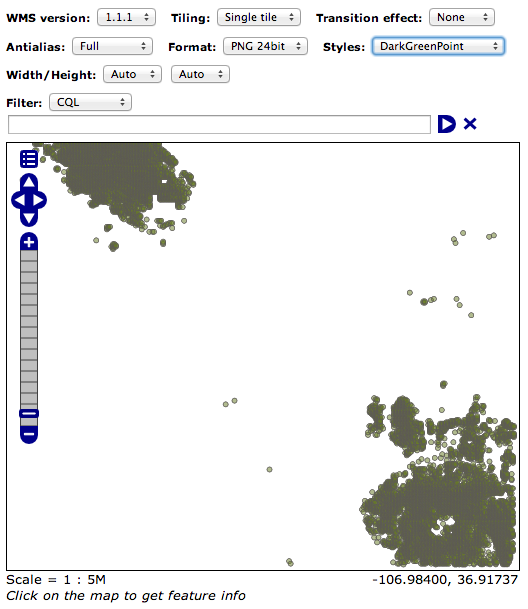 WMS version: 1.1.1 Tiling: Single tile Transition effect: None
Antialias: Full Format: PNG 24bit Styles: DarkGreenPoint
Width/Height: Auto Auto
Filter: CQL
Scale = 1 : 5M -106.98400, 36.91737
Click on the map to get feature info